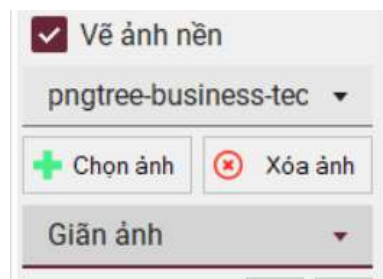 Vẽ ảnh nền
pngtree-business-tec
Chọn ảnh Xóa ảnh
Giãn ảnh